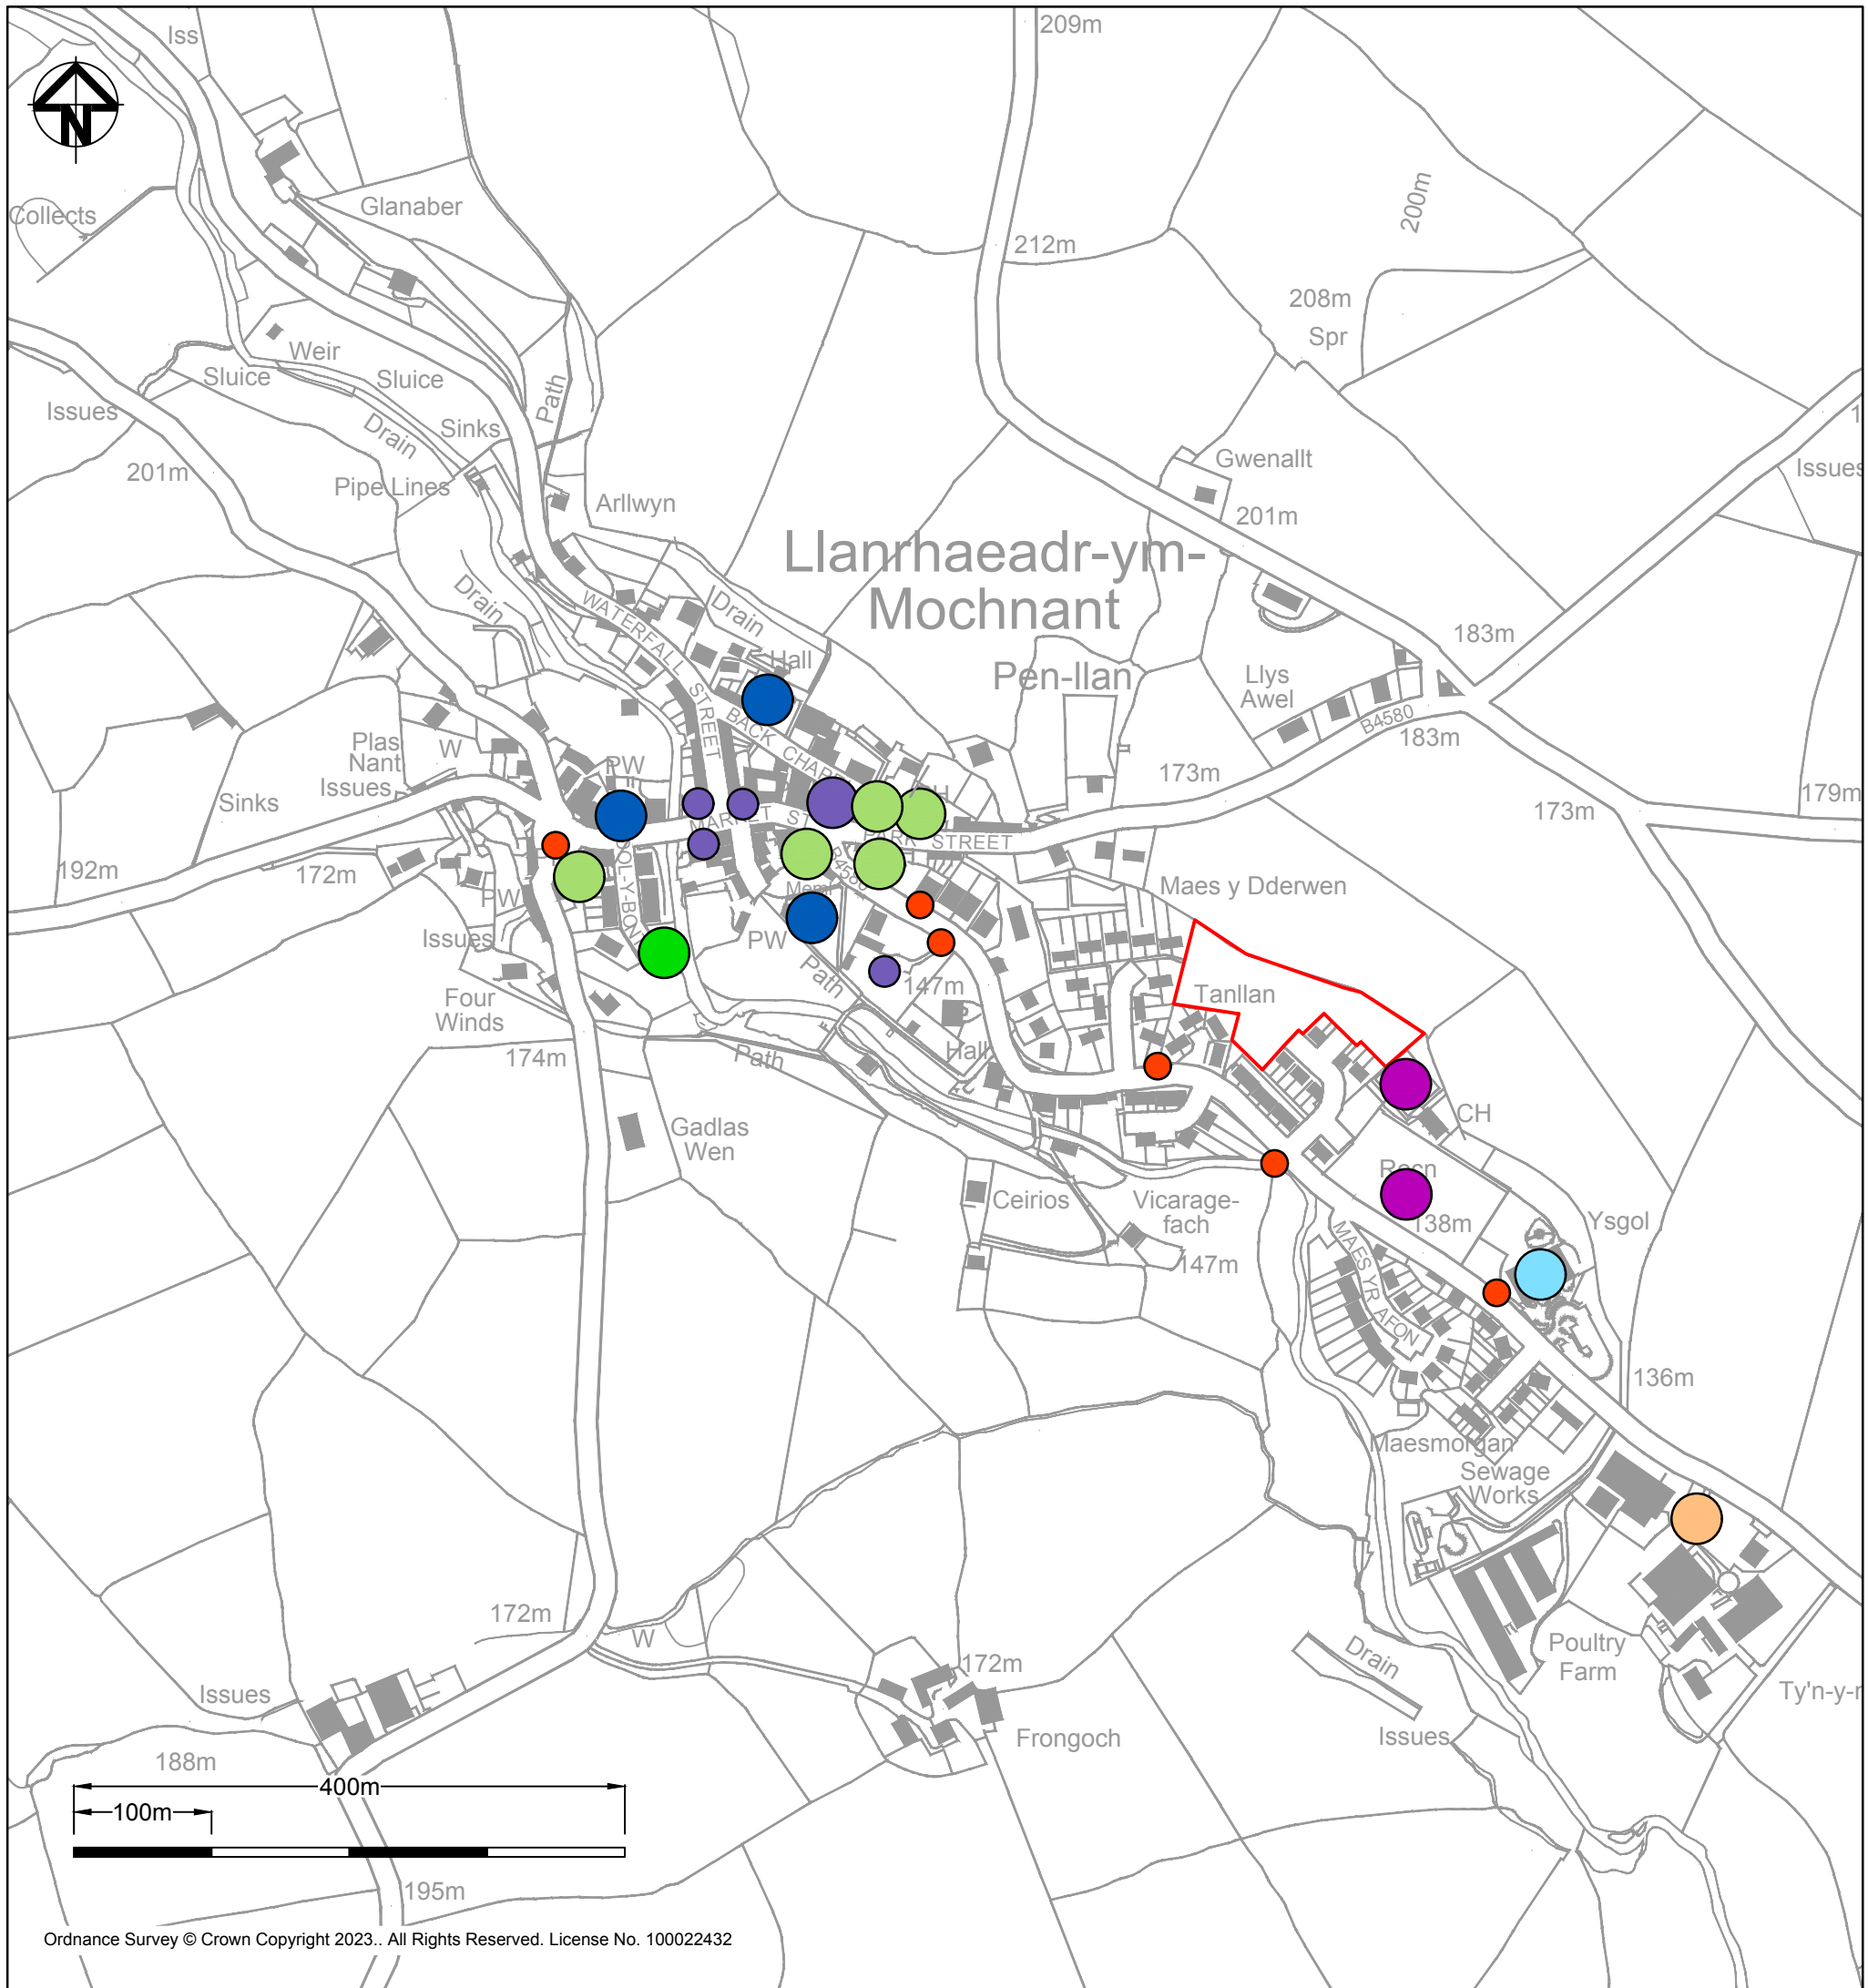 Iss
209m
N
Collects
Glanaber
200m
212m
208m
Spr
Weir
Sluice
Sluice
Issues
Path
Drain
Sinks
201m
Pipe Lines
Gwenallt
Issues
Arllwyn
201m
Llanrhaeadr-ym-
Mochnant
Drain
WATERFALL STREET
Drain
183m
Hall
Pen-llan
Llys
Awel
B4580
183m
BACK CHAPEL
Plas
Nant
W
PW
Issues
173m
Sinks
173m
179m
MARKET ST
PARK STREET
B4580
192m
172m
Maes y Dderwen
PW
Issues
PW
Path
147m
Tanllan
Four
Winds
174m
Path
Hall
CH
Gadlas
Wen
Recn
Ceirios
Vicarage-
fach
138m
Ysgol
147m
MAES YR AFON
136m
Maesmorgan
Sewage
Works
172m
W
172m
Drain
Poultry
Farm
Issues
Frongoch
Issues
188m
400m
100m
195m
Ordnance Survey © Crown Copyright 2023.. All Rights Reserved. License No. 100022432